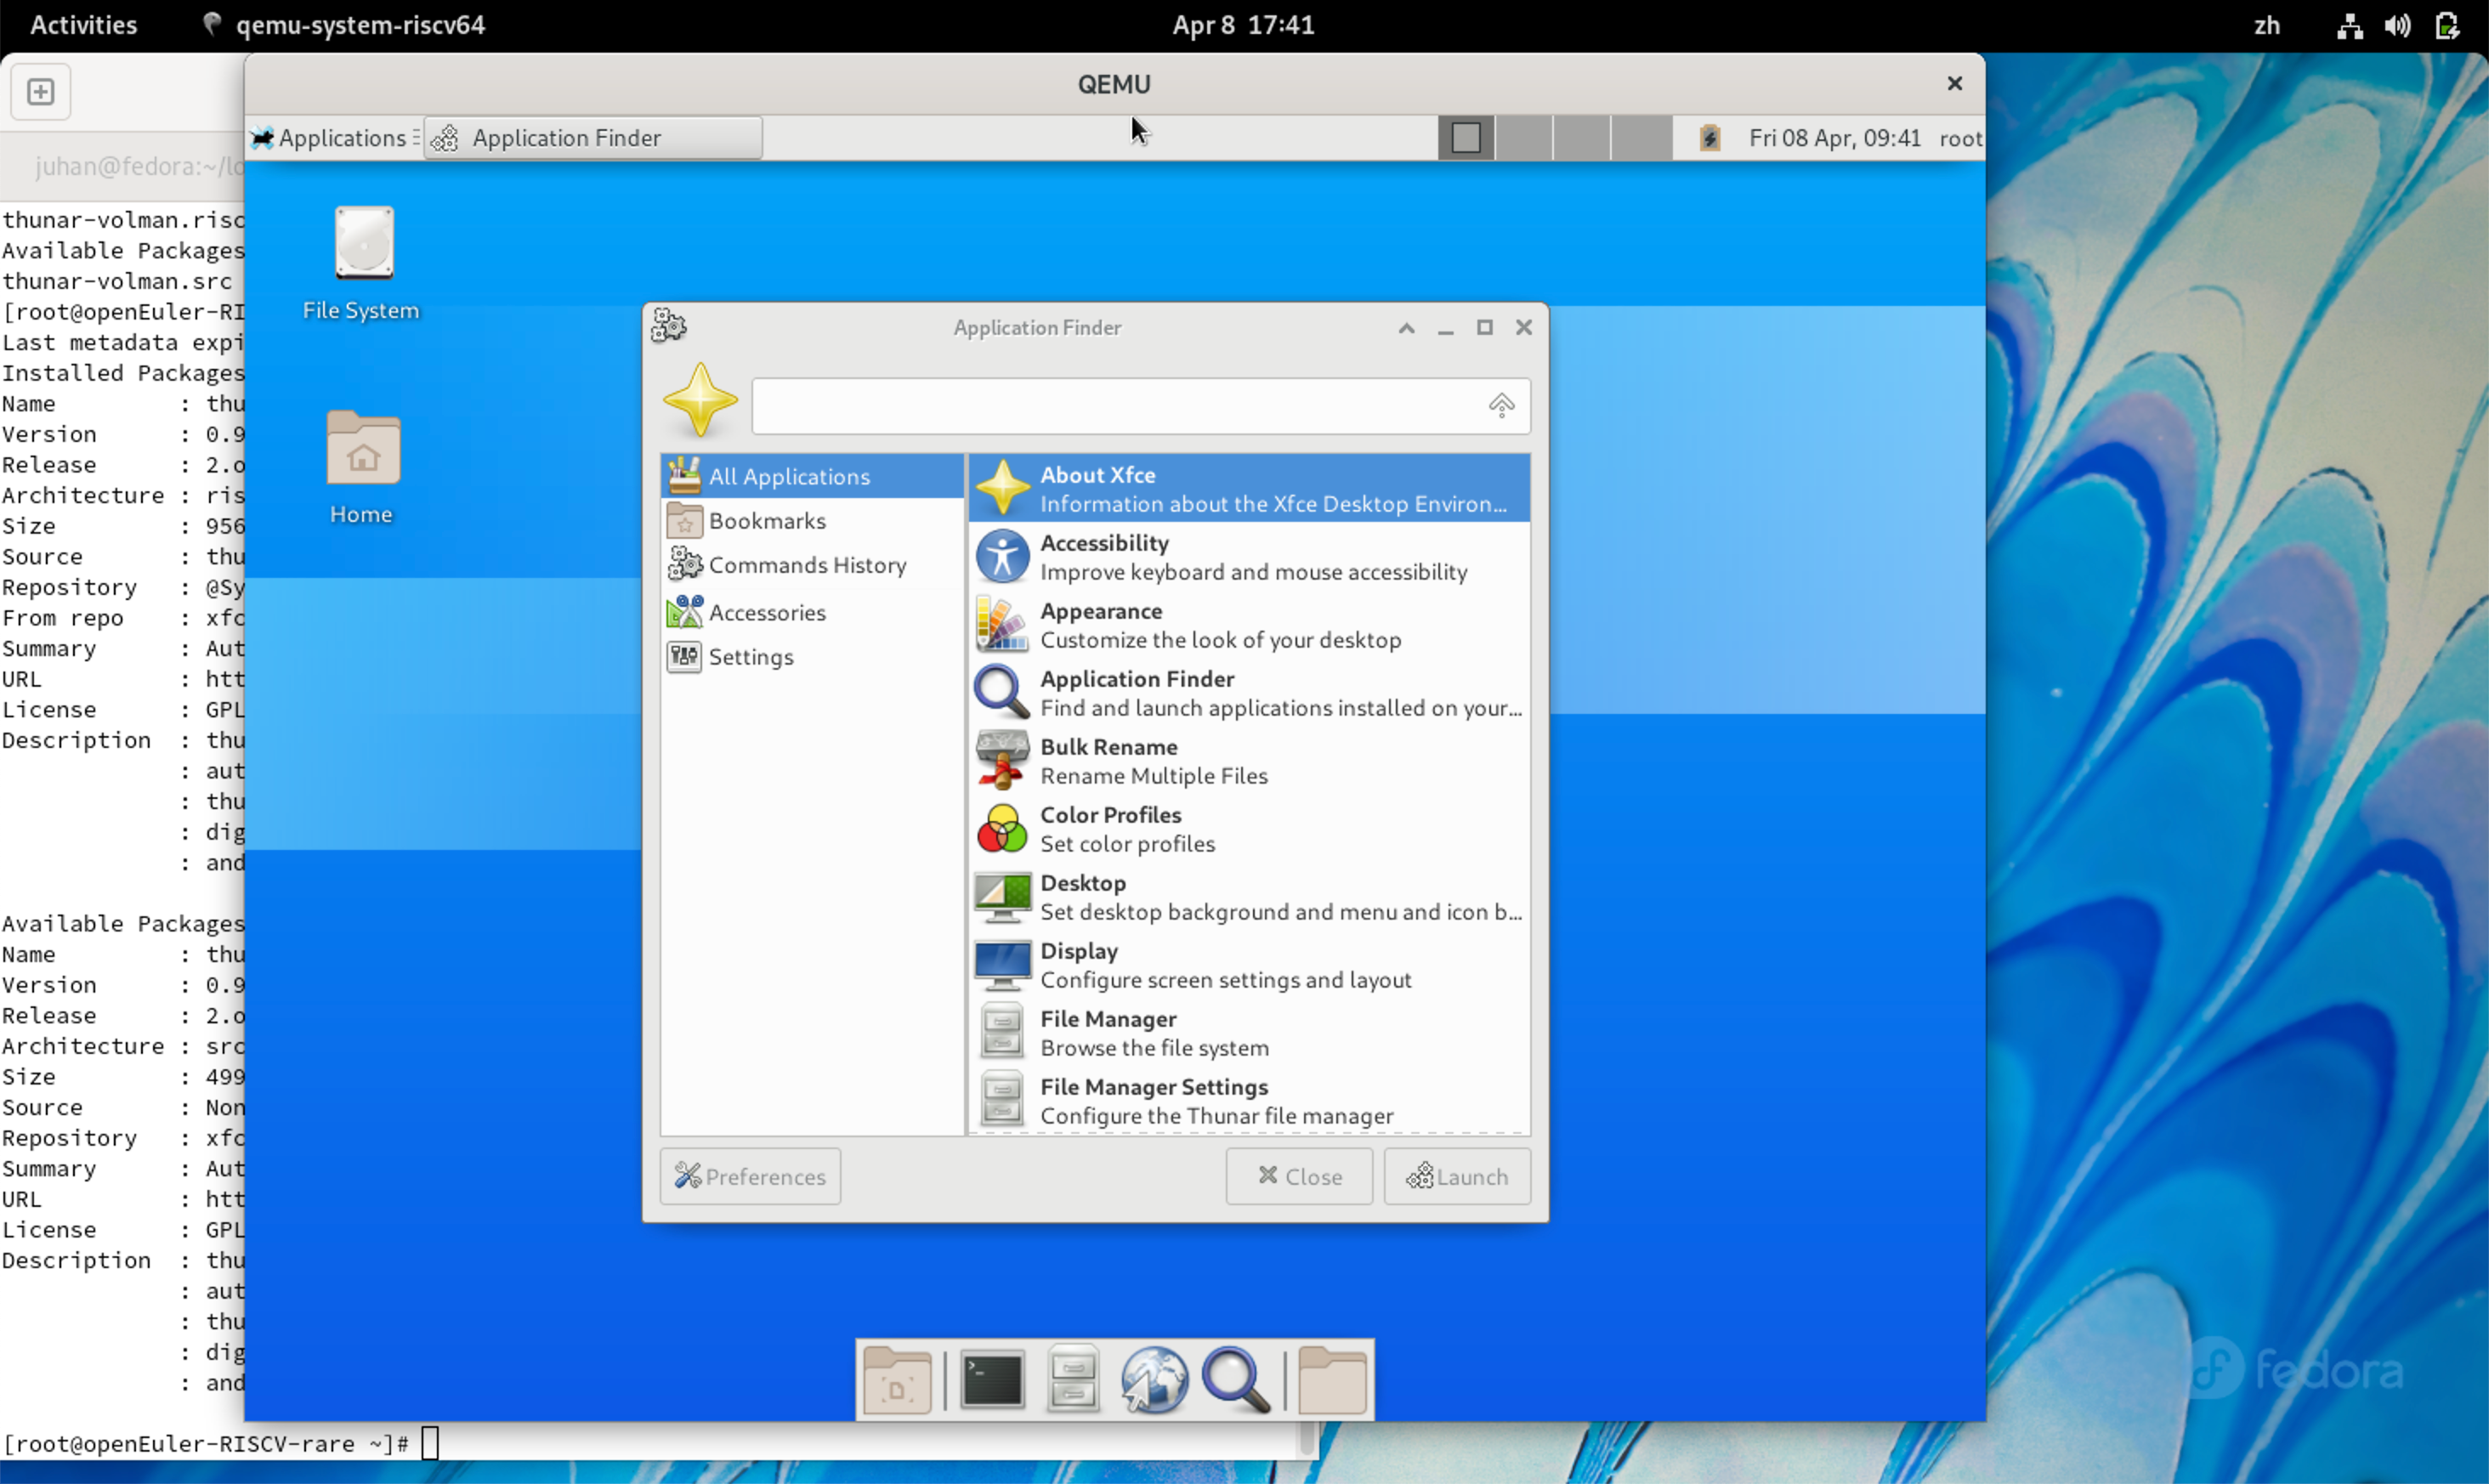 Activities qemu-system-riscv64 Apr 8 17:41 zh
QEMU
juhan@fedora:~/lo
Applications Application Finder Fri 08 Apr, 09:41 root
thunar-volman.risc
Available Packages
thunar-volman.src
[root@openEuler-RI
Last metadata expi
Installed Packages
Name : thu
Version : 0.9
Release : 2.o
Architecture : ris
Size : 956
Source : thu
Repository : @Sy
From repo : xfc
Summary : Aut
URL : htt
License : GPL
Description : thu
: aut
: thu
: dig
: and
Available Packages
Name : thu
Version : 0.9
Release : 2.o
Architecture : src
Size : 499
Source : Non
Repository : xfc
Summary : Aut
URL : htt
License : GPL
Description : thu
: aut
: thu
: dig
: and
[root@openEuler-RISCV-rare ~]#
File System
Home
Application Finder
All Applications
Bookmarks
Commands History
Accessories
Settings
About Xfce
Information about the Xfce Desktop Environ...
Accessibility
Improve keyboard and mouse accessibility
Appearance
Customize the look of your desktop
Application Finder
Find and launch applications installed on your...
Bulk Rename
Rename Multiple Files
Color Profiles
Set color profiles
Desktop
Set desktop background and menu and icon b...
Display
Configure screen settings and layout
File Manager
Browse the file system
File Manager Settings
Configure the Thunar file manager
Preferences Close Launch
fedora